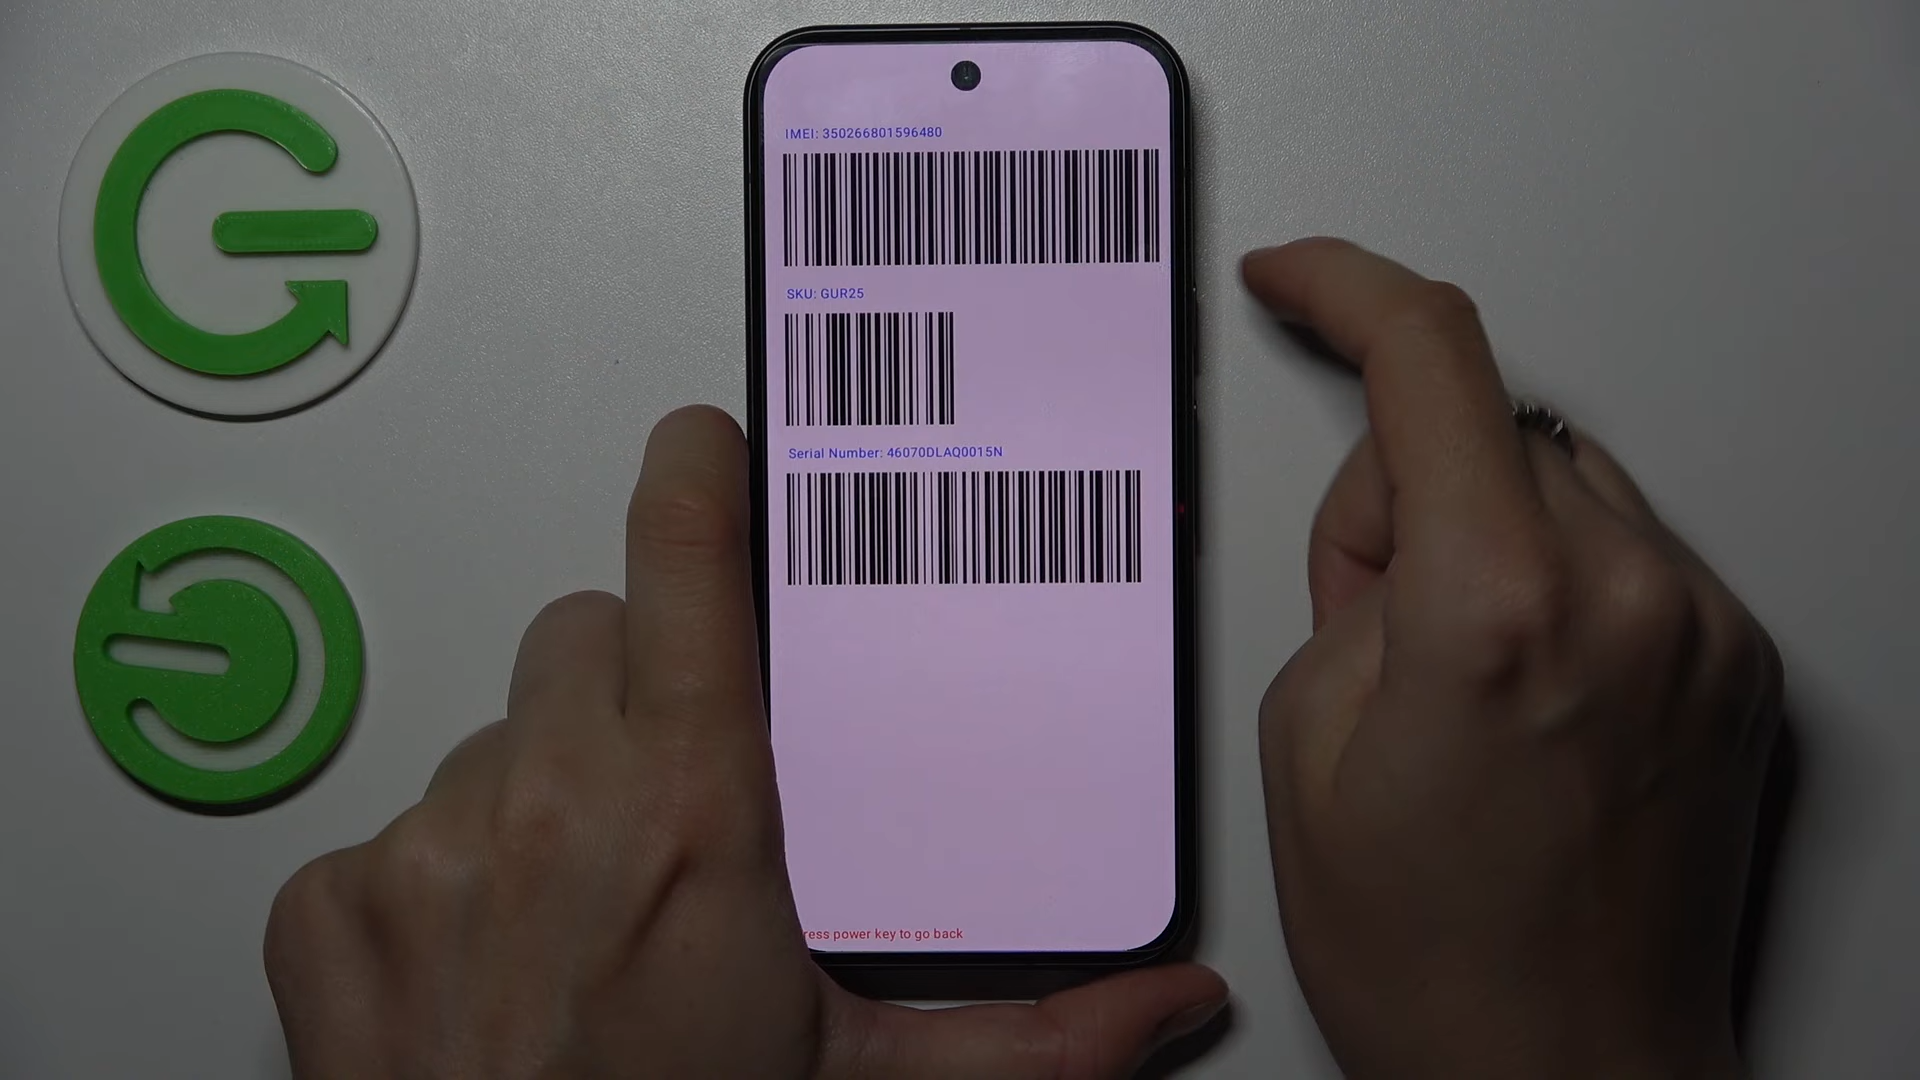 IMEI: 350266801596480
SKU: GUR25
Serial Number: 46070DLAQ0015N
ress power key to go back